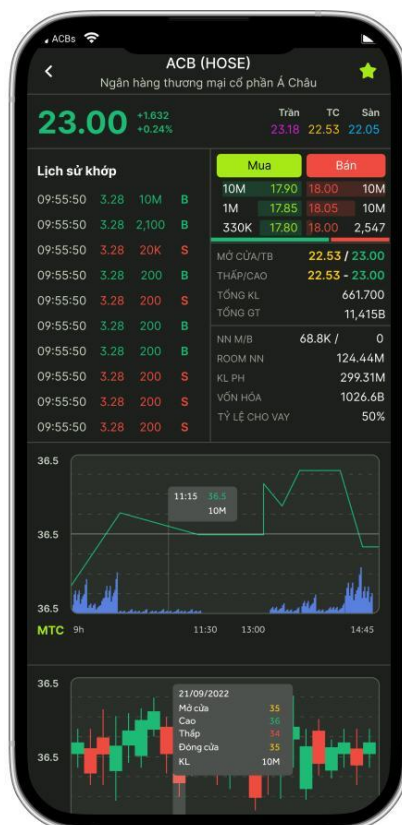 ACBs
ACB (HOSE)
Ngân hàng thương mại cổ phần Á Châu
23.00
+1.632
+0.24%
Trần TC Sàn
23.18 22.53 22.05
Lịch sử khớp
09:55:50 3.28 10M B
09:55:50 3.28 2,100 B
09:55:50 3.28 20K S
09:55:50 3.28 200 B
09:55:50 3.28 200 S
09:55:50 3.28 200 B
09:55:50 3.28 200 B
09:55:50 3.28 200 S
09:55:50 3.28 200 S
09:55:50 3.28 200 S
Mua Bán
10M 17.90 18.00 10M
1M 17.85 18.05 10M
330K 17.80 18.00 2,547
MỞ CỬA/TB 22.53 / 23.00
THẤP/CAO 22.53 - 23.00
TỔNG KL 661.700
TỔNG GT 11,415B
NN M/B 68.8K / 0
ROOM NN 124.44M
KL PH 299.31M
VỐN HÓA 1026.6B
TỶ LỆ CHO VAY 50%
36.5
11:15 36.5
10M
36.5
36.5
MTC 9h 11:30 13:00 14:45
36.5
21/09/2022
Mở cửa 35
Cao 36
Thấp 34
Đóng cửa 35
KL 10M
36.5